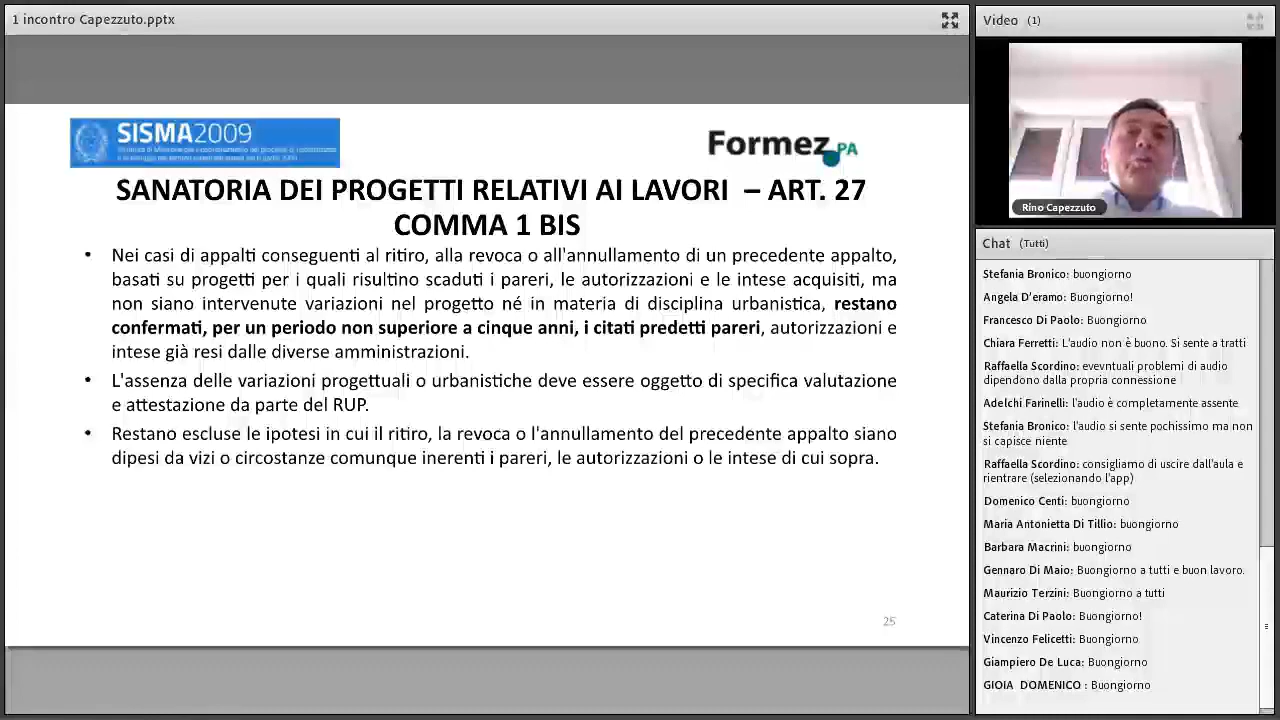 1 incontro Capezzuto.pptx
SISMA2009
Formez PA
SANATORIA DEI PROGETTI RELATIVI AI LAVORI – ART. 27
COMMA 1 BIS
• Nei casi di appalti conseguenti al ritiro, alla revoca o all'annullamento di un precedente appalto,
basati su progetti per i quali risultino scaduti i pareri, le autorizzazioni e le intese acquisiti, ma
non siano intervenute variazioni nel progetto né in materia di disciplina urbanistica, restano
confermati, per un periodo non superiore a cinque anni, i citati predetti pareri, autorizzazioni e
intese già resi dalle diverse amministrazioni.
• L'assenza delle variazioni progettuali o urbanistiche deve essere oggetto di specifica valutazione
e attestazione da parte del RUP.
• Restano escluse le ipotesi in cui il ritiro, la revoca o l'annullamento del precedente appalto siano
dipesi da vizi o circostanze comunque inerenti i pareri, le autorizzazioni o le intese di cui sopra.
25
Video (1)
Rino Capezzuto
Chat (Tutti)
Stefania Bronico: buongiorno
Angela D'eramo: Buongiorno!
Francesco Di Paolo: Buongiorno
Chiara Ferretti: L'audio non è buono. Si sente a tratti
Raffaella Scordino: evevntuali problemi di audio
dipendono dalla propria connessione
Adelchi Farinelli: l'audio è completamente assente
Stefania Bronico: l'audio si sente pochissimo ma non
si capisce niente
Raffaella Scordino: consigliamo di uscire dall'aula e
rientrare (selezionando l'app)
Domenico Centi: buongiorno
Maria Antonietta Di Tillio: buongiorno
Barbara Macrini: buongiorno
Gennaro Di Maio: Buongiorno a tutti e buon lavoro.
Maurizio Terzini: Buongiorno a tutti
Caterina Di Paolo: Buongiorno!
Vincenzo Felicetti: Buongiorno
Giampiero De Luca: Buongiorno
GIOIA DOMENICO : Buongiorno